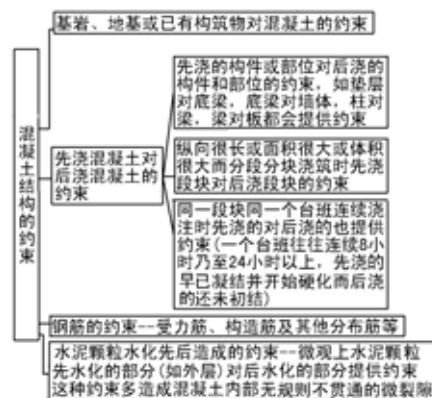 混凝土结构的约束
基岩、地基或已有构筑物对混凝土的约束
先浇混凝土对
后浇混凝土的
约束
先浇的构件或部位对后浇的
构件和部位的约束，如垫层
对底梁，底梁对墙体，柱对
梁，梁对板都会提供约束
纵向很长或面积很大或体积
很大而分段分块浇筑时先浇
段块对后浇段块的约束
同一段块同一个台班连续浇
注时先浇的对后浇的也提供
约束(一个台班往往连续8小
时乃至24小时以上，先浇的
早已凝结并开始硬化而后浇
的还未初结)
钢筋的约束--受力筋、构造筋及其他分布筋等
水泥颗粒水化先后造成的约束--微观上水泥颗粒
先水化的部分(如外层)对后水化的部分提供约束
这种约束多造成混凝土内部无规则不贯通的微裂隙